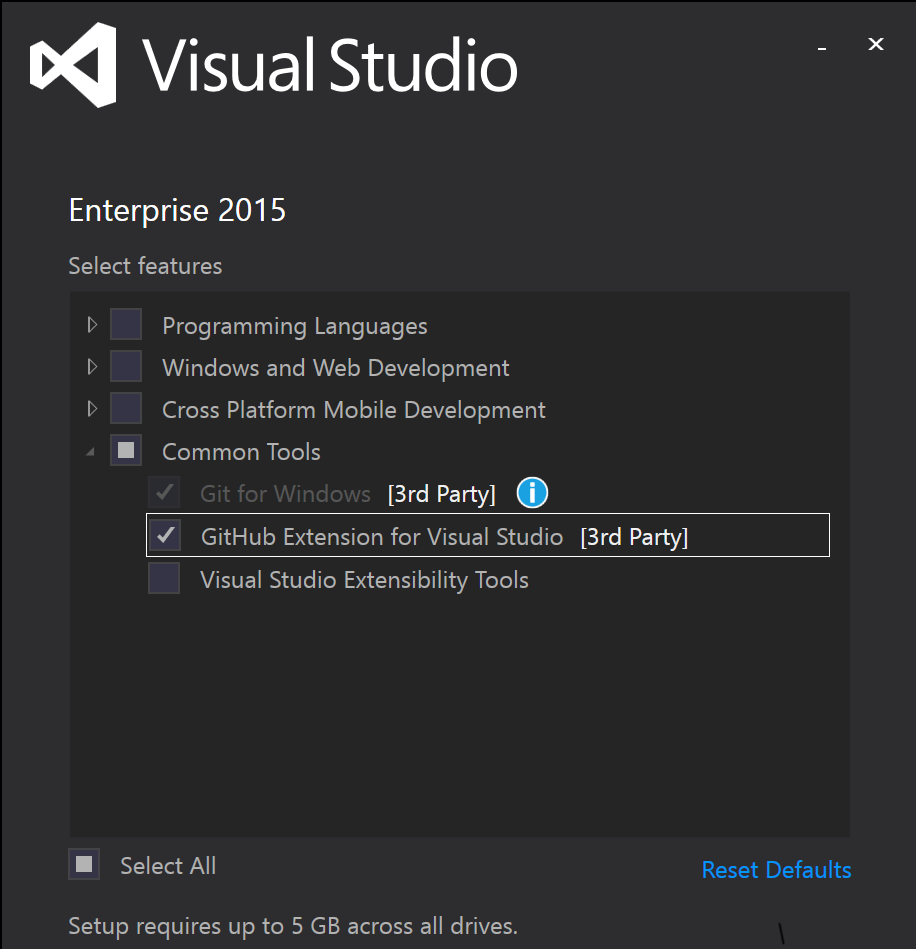 Visual Studio
Enterprise 2015
Select features
Programming Languages
Windows and Web Development
Cross Platform Mobile Development
Common Tools
Git for Windows [3rd Party]
GitHub Extension for Visual Studio [3rd Party]
Visual Studio Extensibility Tools
Select All
Reset Defaults
Setup requires up to 5 GB across all drives.